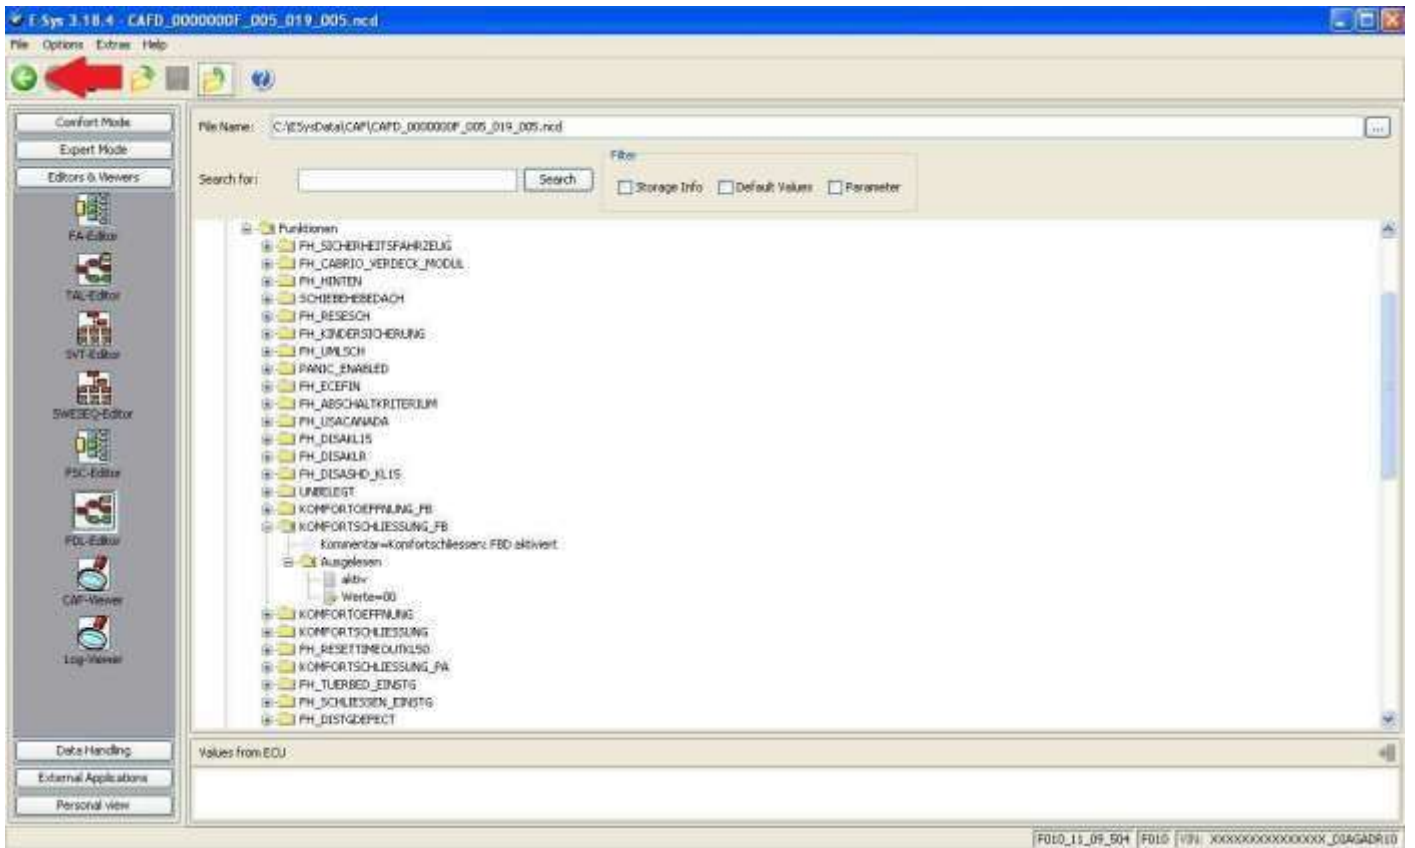 E-Sys 3.18.4 - CAFD_0000000F_005_019_005.ncd
File Options Extras Help
Comfort Mode
Expert Mode
Editors & Viewers
FA-Editor
TAL-Editor
SVT-Editor
SWESEQ-Editor
FSC-Editor
FDL-Editor
CAF-Viewer
Log-Viewer
Data Handling
External Applications
Personal view
File Name: C:\ESysData\CAF\CAFD_0000000F_005_019_005.ncd
...
Filter
Search for: Search Storage Info Default Values Parameter
Funktionen
FH_SICHERHEITSFAHRZEUG
FH_CABRIO_VERDECK_MODUL
FH_HINTEN
SCHIEBEHEBEDACH
FH_RESESCH
FH_KINDERSICHERUNG
FH_UMLSCH
PANIC_ENABLED
FH_ECEFIN
FH_ABSCHALTKRITERIUM
FH_USACANADA
FH_DISAKL15
FH_DISAKLR
FH_DISASHD_KL15
UNBELEGT
KOMFORTOEFFNUNG_FB
KOMFORTSCHLIESSUNG_FB
Kommentar=Komfortschliessen: FBD aktiviert
Ausgelesen
aktiv
Werte=00
KOMFORTOEFFNUNG
KOMFORTSCHLIESSUNG
FH_RESETTIMEOUTKL50
KOMFORTSCHLIESSUNG_PA
FH_TUERBED_EINSTG
FH_SCHLIESSEN_EINSTG
FH_DISTGDEFECT
Values from ECU
F010_11_09_504 F010 VIN: XXXXXXXXXXXXXXX_DIAGADR10